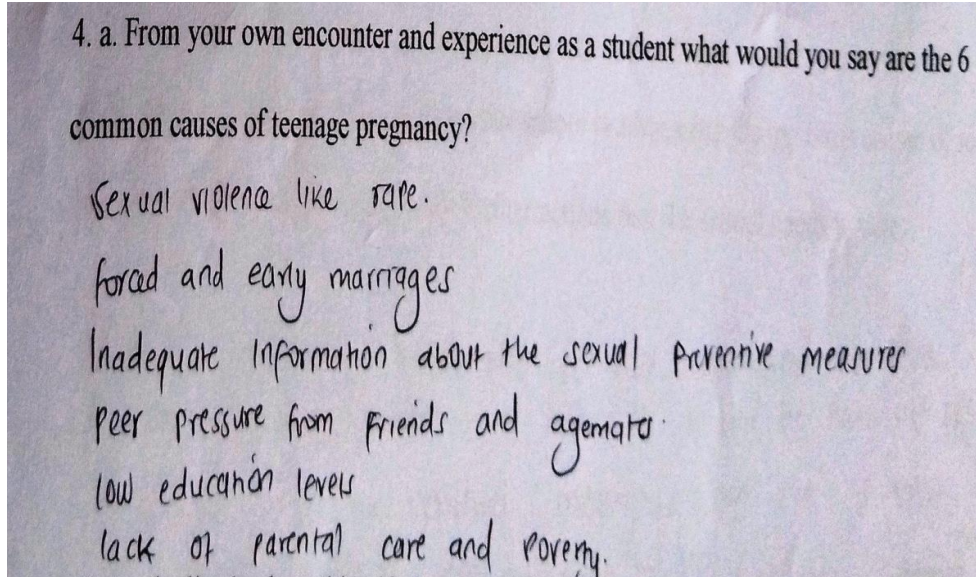 4. a. From your own encounter and experience as a student what would you say are the 6
common causes of teenage pregnancy?
Sexual violence like rape.
forced and early marriages
Inadequate Information about the sexual preventive measures
peer pressure from friends and agemates.
low education levels
lack of parental care and poverty.